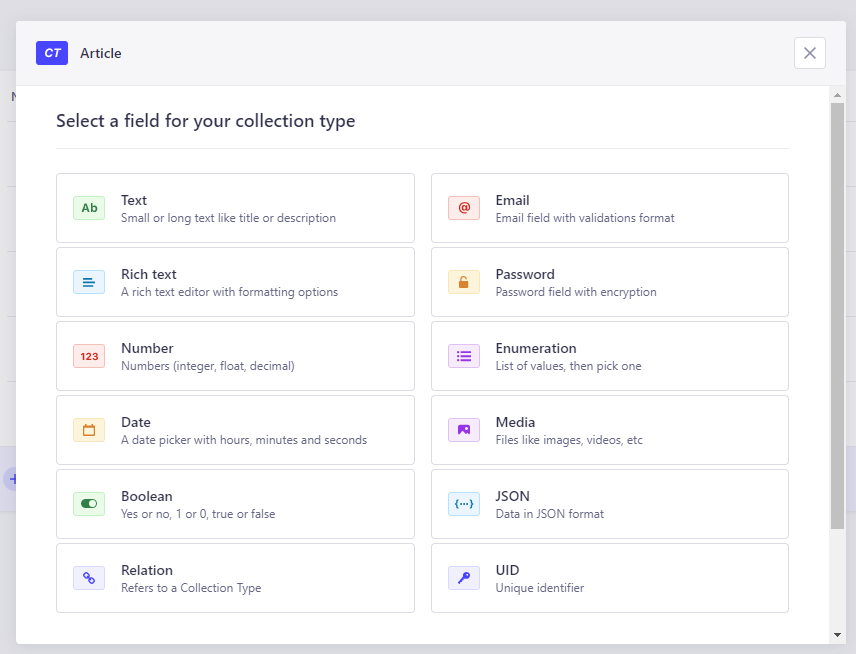 CT Article
Select a field for your collection type
Ab
Text
Small or long text like title or description
@
Email
Email field with validations format
Rich text
A rich text editor with formatting options
Password
Password field with encryption
123
Number
Numbers (integer, float, decimal)
Enumeration
List of values, then pick one
Date
A date picker with hours, minutes and seconds
Media
Files like images, videos, etc
Boolean
Yes or no, 1 or 0, true or false
{···}
JSON
Data in JSON format
Relation
Refers to a Collection Type
UID
Unique identifier